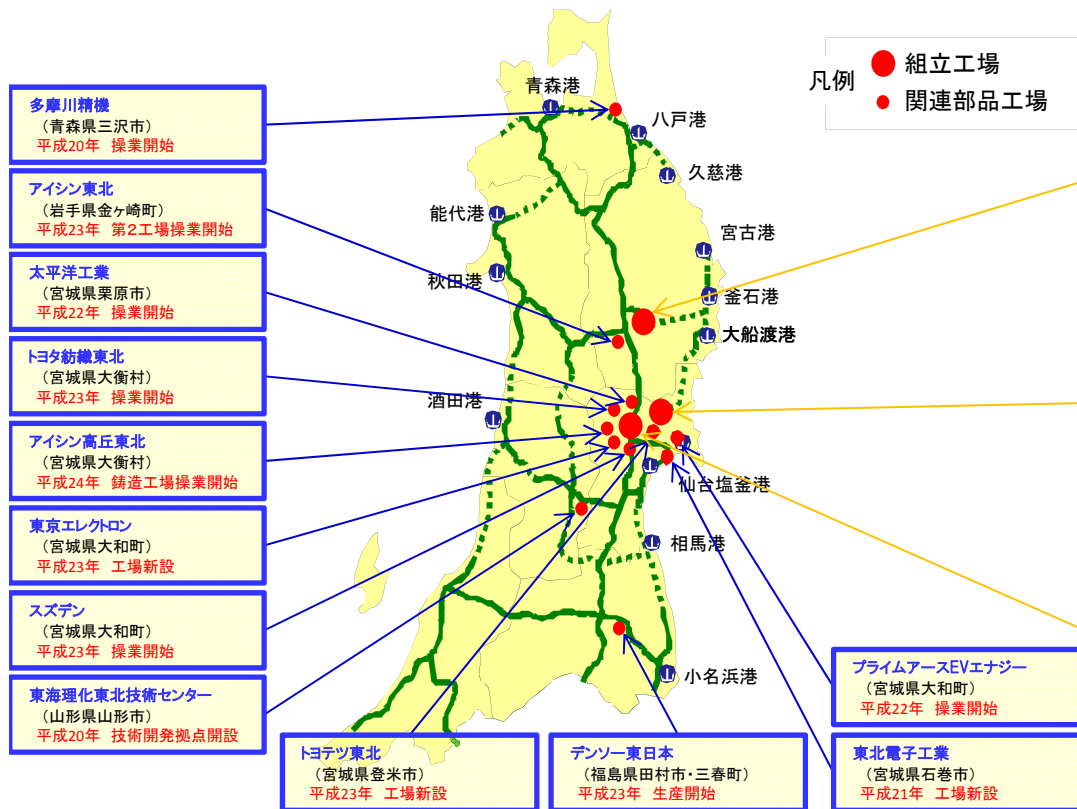 凡例
組立工場
関連部品工場
青森港
八戸港
久慈港
能代港
宮古港
秋田港
釜石港
大船渡港
酒田港
仙台塩釜港
相馬港
小名浜港
多摩川精機
(青森県三沢市)
平成20年 操業開始
アイシン東北
(岩手県金ヶ崎町)
平成23年 第2工場操業開始
太平洋工業
(宮城県栗原市)
平成22年 操業開始
トヨタ紡織東北
(宮城県大衡村)
平成23年 操業開始
アイシン高丘東北
(宮城県大衡村)
平成24年 鋳造工場操業開始
東京エレクトロン
(宮城県大和町)
平成23年 工場新設
スズデン
(宮城県大和町)
平成23年 操業開始
東海理化東北技術センター
(山形県山形市)
平成20年 技術開発拠点開設
トヨテツ東北
(宮城県登米市)
平成23年 工場新設
デンソー東日本
(福島県田村市・三春町)
平成23年 生産開始
プライムアースEVエナジー
(宮城県大和町)
平成22年 操業開始
東北電子工業
(宮城県石巻市)
平成21年 工場新設